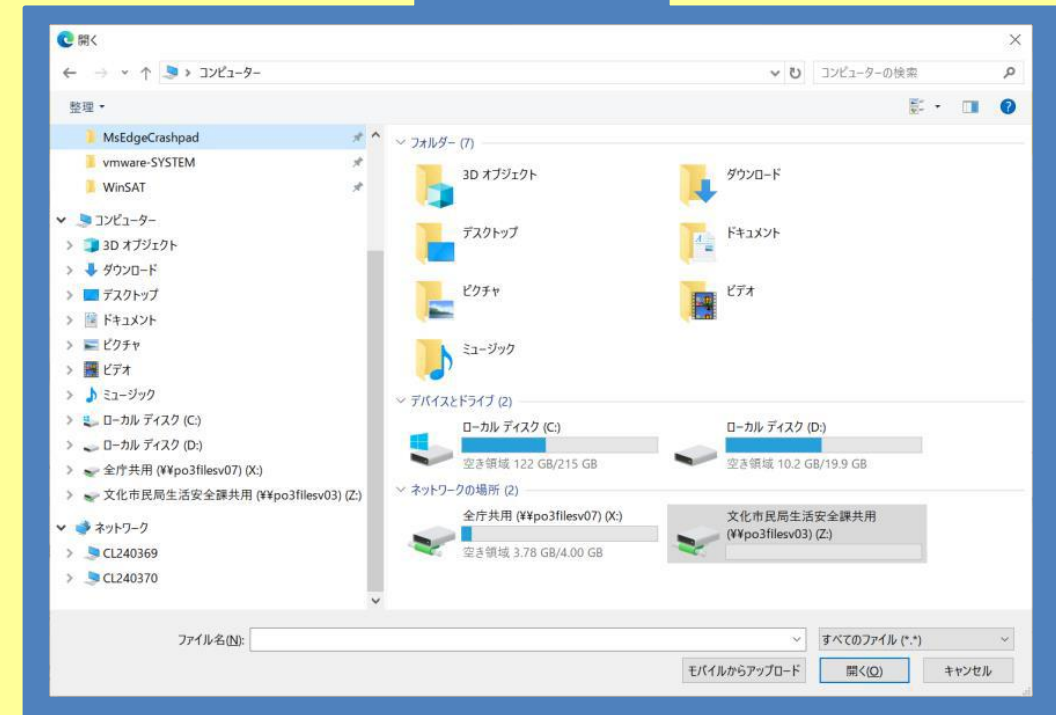 開く
コンピューター
コンピューターの検索
整理
MsEdgeCrashpad
vmware-SYSTEM
WinSAT
コンピューター
3D オブジェクト
ダウンロード
デスクトップ
ドキュメント
ピクチャ
ビデオ
ミュージック
ローカル ディスク (C:)
ローカル ディスク (D:)
全庁共用 (¥¥po3filesv07) (X:)
文化市民局生活安全課共用 (¥¥po3filesv03) (Z:)
ネットワーク
CL240369
CL240370
フォルダー (7)
3D オブジェクト
ダウンロード
デスクトップ
ドキュメント
ピクチャ
ビデオ
ミュージック
デバイスとドライブ (2)
ローカル ディスク (C:)
空き領域 122 GB/215 GB
ローカル ディスク (D:)
空き領域 10.2 GB/19.9 GB
ネットワークの場所 (2)
全庁共用 (¥¥po3filesv07) (X:)
空き領域 3.78 GB/4.00 GB
文化市民局生活安全課共用
(¥¥po3filesv03) (Z:)
ファイル名(N):
すべてのファイル (*.*)
モバイルからアップロード
開く(O)
キャンセル